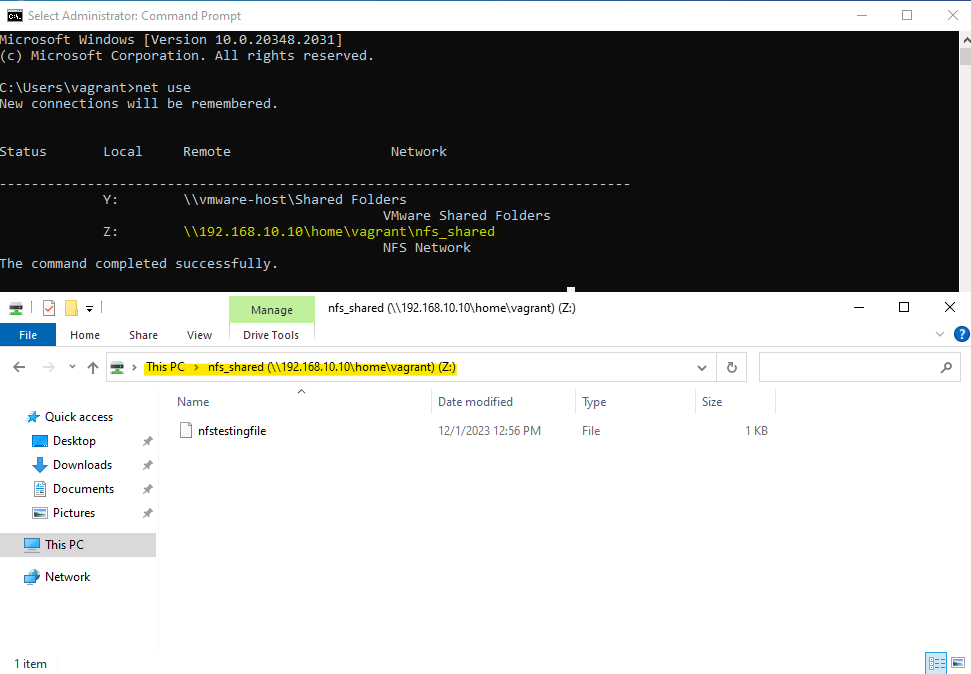 Select Administrator: Command Prompt
Microsoft Windows [Version 10.0.20348.2031]
(c) Microsoft Corporation. All rights reserved.
C:\Users\vagrant>net use
New connections will be remembered.
Status Local Remote Network
-------------------------------------------------------------------------------
Y: \\vmware-host\Shared Folders
VMware Shared Folders
Z: \\192.168.10.10\home\vagrant\nfs_shared
NFS Network
The command completed successfully.
Manage nfs_shared (\\192.168.10.10\home\vagrant) (Z:)
File Home Share View Drive Tools
This PC > nfs_shared (\\192.168.10.10\home\vagrant) (Z:)
Name Date modified Type Size
Quick access
nfstestingfile 12/1/2023 12:56 PM File 1 KB
Desktop
Downloads
Documents
Pictures
This PC
Network
1 item